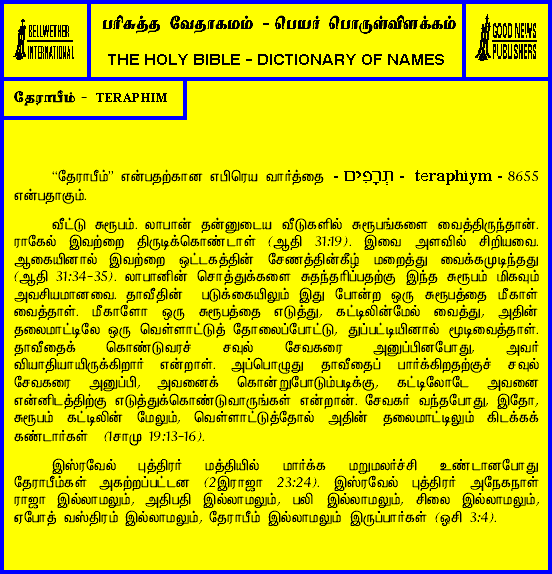 BELLWETHER
INTERNATIONAL
பரிசுத்த வேதாகமம் - பெயர் பொருள்விளக்கம்
THE HOLY BIBLE - DICTIONARY OF NAMES
GOOD NEWS
PUBLISHERS
தேராபீம் - TERAPHIM
“தேராபீம்” என்பதற்கான எபிரெய வார்த்தை - תְּרָפִים - teraphiym - 8655
என்பதாகும்.
வீட்டு சுரூபம். லாபான் தன்னுடைய வீடுகளில் சுரூபங்களை வைத்திருந்தான்.
ராகேல் இவற்றை திருடிக்கொண்டாள் (ஆதி 31:19). இவை அளவில் சிறியவை.
ஆகையினால் இவற்றை ஒட்டகத்தின் சேணத்தின்கீழ் மறைத்து வைக்கமுடிந்தது
(ஆதி 31:34-35). லாபானின் சொத்துக்களை சுதந்தரிப்பதற்கு இந்த சுரூபம் மிகவும்
அவசியமானவை. தாவீதின் படுக்கையிலும் இது போன்ற ஒரு சுரூபத்தை மீகாள்
வைத்தாள். மீகாளோ ஒரு சுரூபத்தை எடுத்து, கட்டிலின்மேல் வைத்து, அதின்
தலைமாட்டிலே ஒரு வெள்ளாட்டுத் தோலைப்போட்டு, துப்பட்டியினால் மூடிவைத்தாள்.
தாவீதைக் கொண்டுவரச் சவுல் சேவகரை அனுப்பினபோது, அவர்
வியாதியாயிருக்கிறார் என்றாள். அப்பொழுது தாவீதைப் பார்க்கிறதற்குச் சவுல்
சேவகரை அனுப்பி, அவனைக் கொன்றுபோடும்படிக்கு, கட்டிலோடே அவனை
என்னிடத்திற்கு எடுத்துக்கொண்டுவாருங்கள் என்றான். சேவகர் வந்தபோது, இதோ,
சுரூபம் கட்டிலின் மேலும், வெள்ளாட்டுத்தோல் அதின் தலைமாட்டிலும் கிடக்கக்
கண்டார்கள் (1சாமு 19:13-16).
இஸ்ரவேல் புத்திரர் மத்தியில் மார்க்க மறுமலர்ச்சி உண்டானபோது
தேராபீம்கள் அகற்றப்பட்டன (2இராஜா 23:24). இஸ்ரவேல் புத்திரர் அநேகநாள்
ராஜா இல்லாமலும், அதிபதி இல்லாமலும், பலி இல்லாமலும், சிலை இல்லாமலும்,
ஏபோத் வஸ்திரம் இல்லாமலும், தேராபீம் இல்லாமலும் இருப்பார்கள் (ஓசி 3:4).